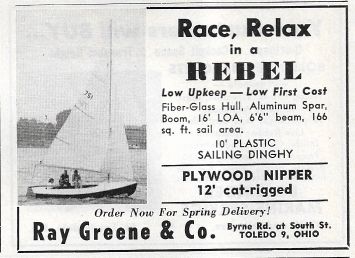 Race, Relax
in a
REBEL
Low Upkeep — Low First Cost
Fiber-Glass Hull, Aluminum Spar,
Boom, 16' LOA, 6'6" beam, 166
sq. ft. sail area.
10' PLASTIC
SAILING DINGHY
PLYWOOD NIPPER
12' cat-rigged
Order Now For Spring Delivery!
Ray Greene & Co.
Byrne Rd. at South St.
TOLEDO 9, OHIO